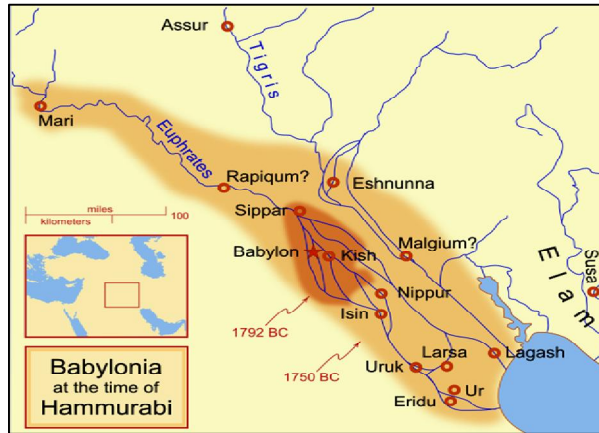 Assur
Tigris
Mari
Euphrates
Rapiqum?
Eshnunna
miles
kilometers
100
Sippar
Babylon
Kish
Malgium?
Susa
Elam
Nippur
Isin
1792 BC
1750 BC
Uruk
Larsa
Lagash
Ur
Eridu
Babylonia
at the time of
Hammurabi